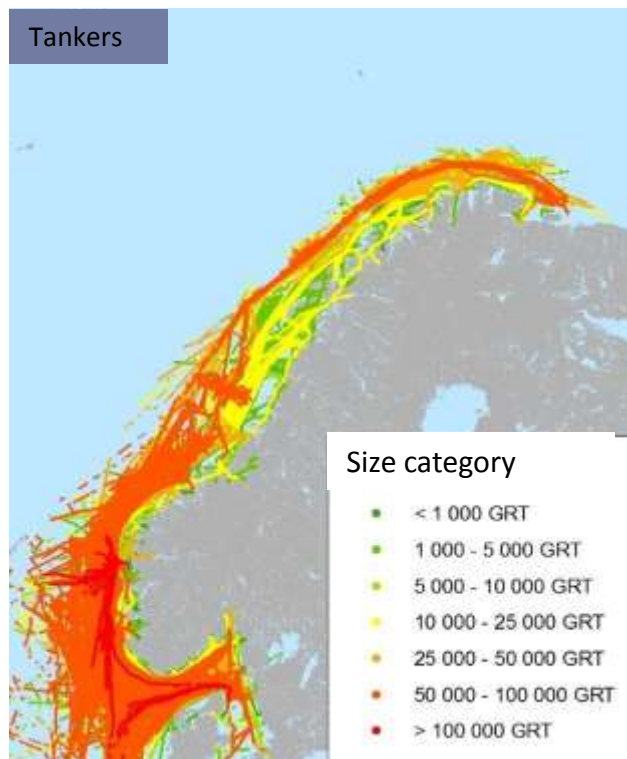 Tankers
Size category
< 1 000 GRT
1 000 - 5 000 GRT
5 000 - 10 000 GRT
10 000 - 25 000 GRT
25 000 - 50 000 GRT
50 000 - 100 000 GRT
> 100 000 GRT